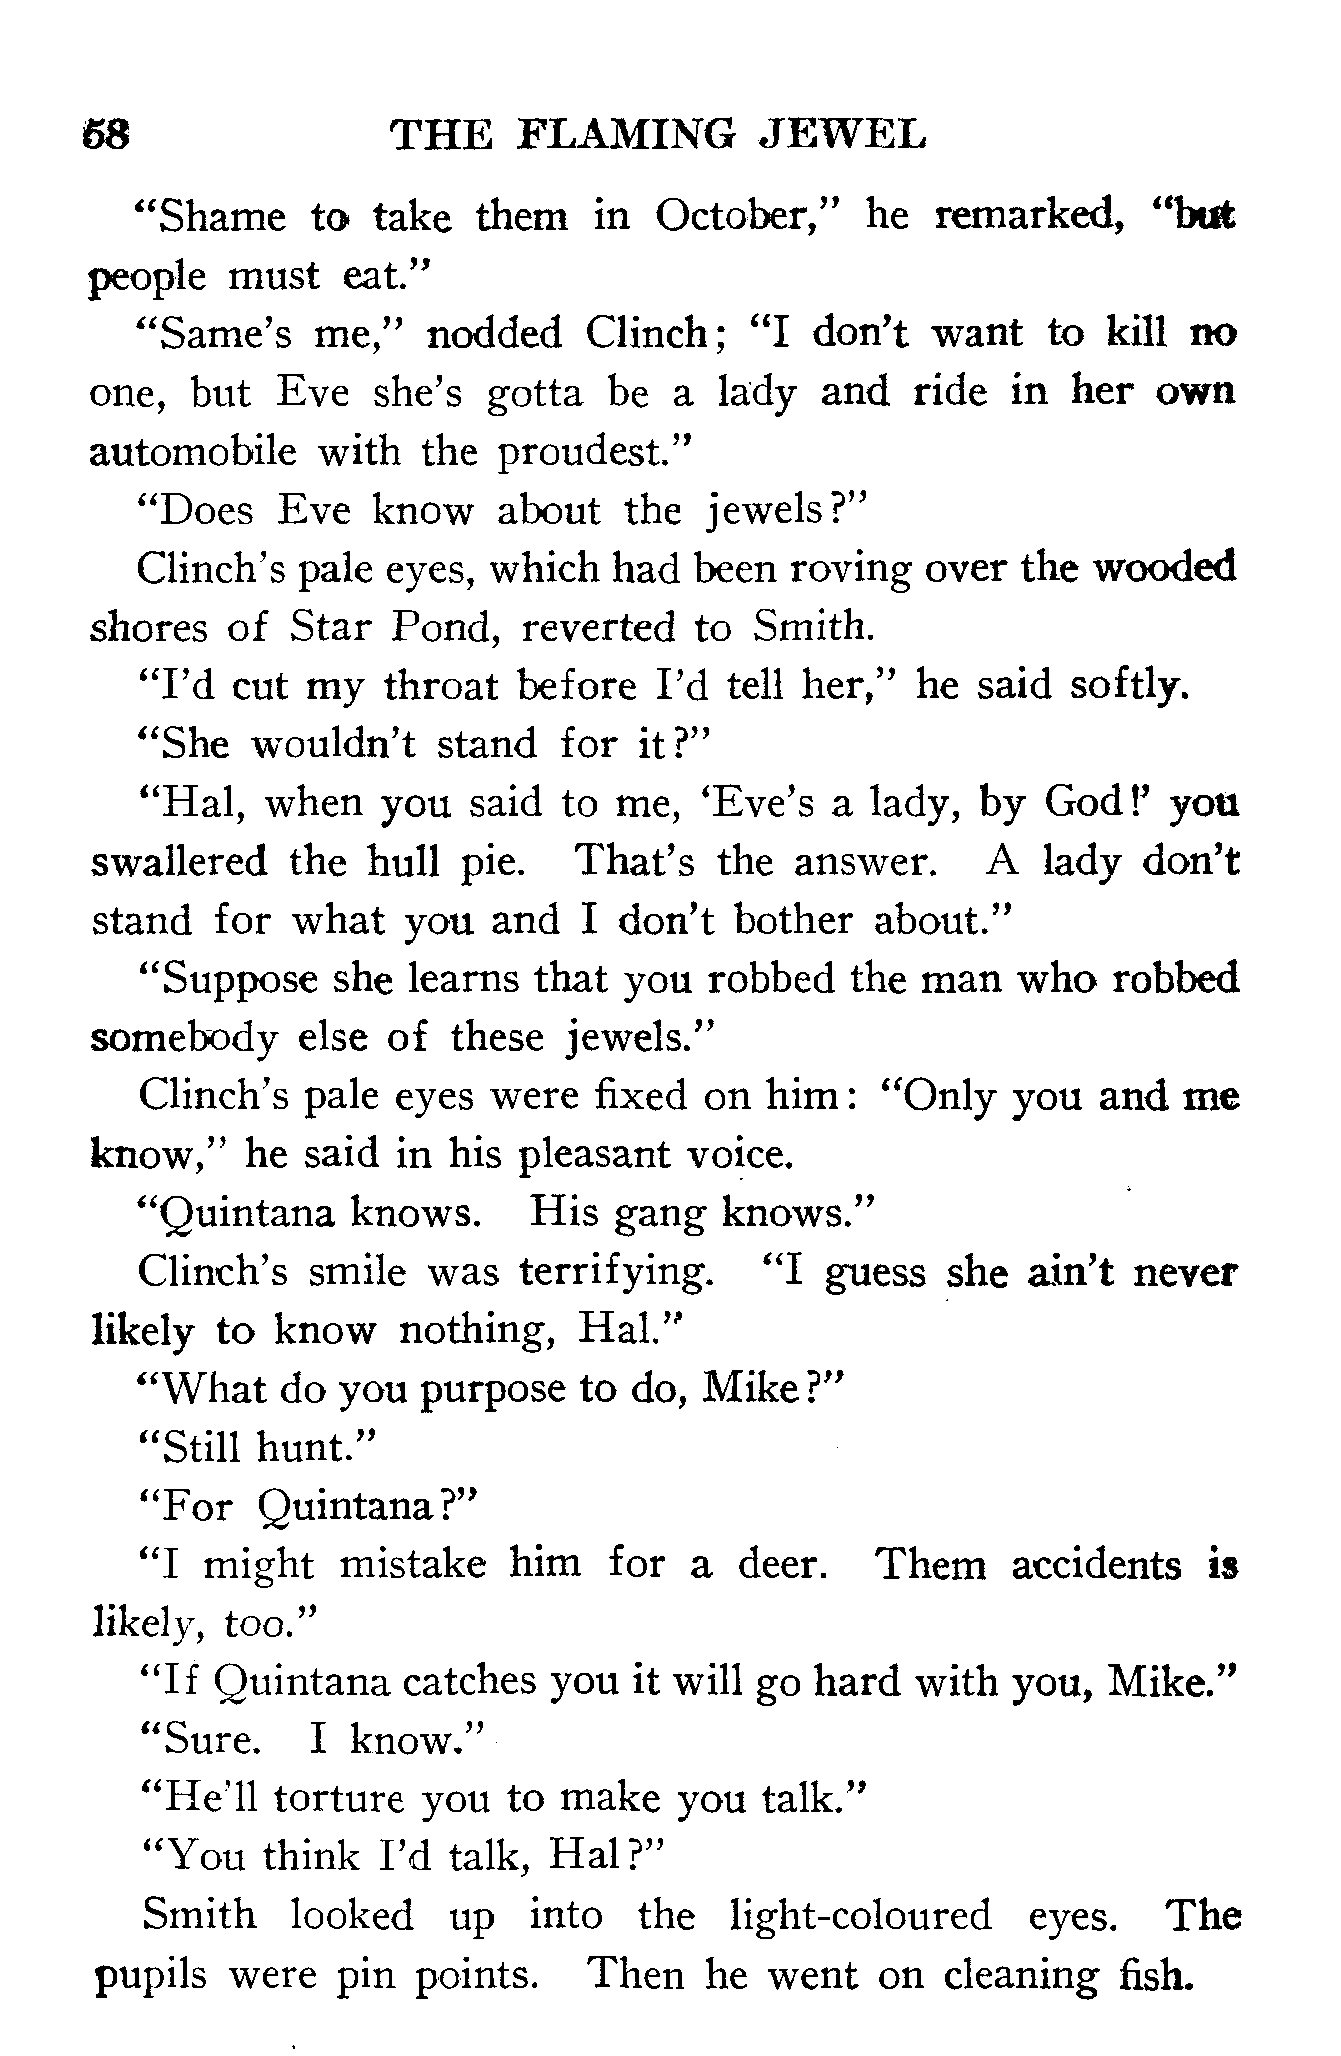 58 THE FLAMING JEWEL
“Shame to take them in October,” he remarked, “but
people must eat.”
“Same’s me,” nodded Clinch; “I don’t want to kill no
one, but Eve she’s gotta be a lady and ride in her own
automobile with the proudest.”
“Does Eve know about the jewels?”
Clinch’s pale eyes, which had been roving over the wooded
shores of Star Pond, reverted to Smith.
“I’d cut my throat before I’d tell her,” he said softly.
“She wouldn’t stand for it?”
“Hal, when you said to me, ‘Eve’s a lady, by God!’ you
swallered the hull pie. That’s the answer. A lady don’t
stand for what you and I don’t bother about.”
“Suppose she learns that you robbed the man who robbed
somebody else of these jewels.”
Clinch’s pale eyes were fixed on him: “Only you and me
know,” he said in his pleasant voice.
“Quintana knows. His gang knows.”
Clinch’s smile was terrifying. “I guess she ain’t never
likely to know nothing, Hal.”
“What do you purpose to do, Mike?”
“Still hunt.”
“For Quintana?”
“I might mistake him for a deer. Them accidents is
likely, too.”
“If Quintana catches you it will go hard with you, Mike.”
“Sure. I know.”
“He’ll torture you to make you talk.”
“You think I’d talk, Hal?”
Smith looked up into the light-coloured eyes. The
pupils were pin points. Then he went on cleaning fish.